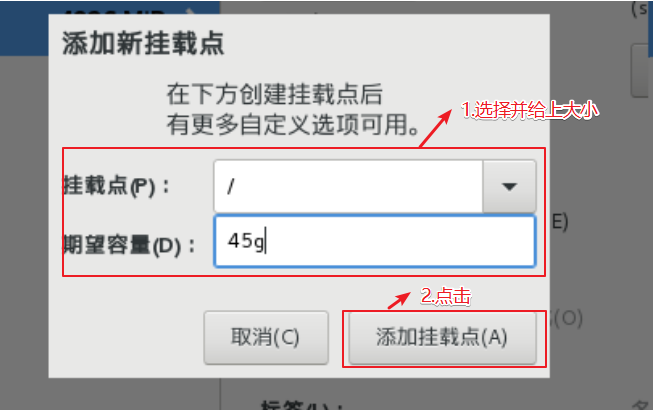 添加新挂载点
在下方创建挂载点后
有更多自定义选项可用。
1.选择并给上大小
挂载点(P)：
/
期望容量(D)：
45g
E)
2.点击
取消(C)
添加挂载点(A)
(O)
标签(L)：